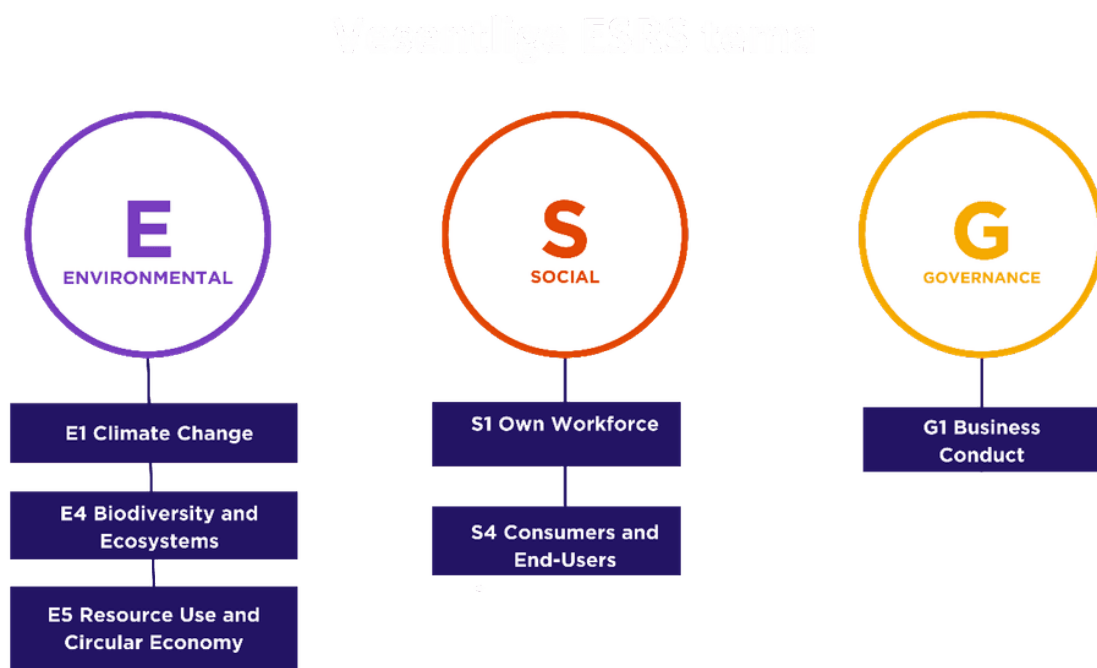 E
ENVIRONMENTAL
E1 Climate Change
E4 Biodiversity and
Ecosystems
E5 Resource Use and
Circular Economy
S
SOCIAL
S1 Own Workforce
S4 Consumers and
End-Users
G
GOVERNANCE
G1 Business
Conduct